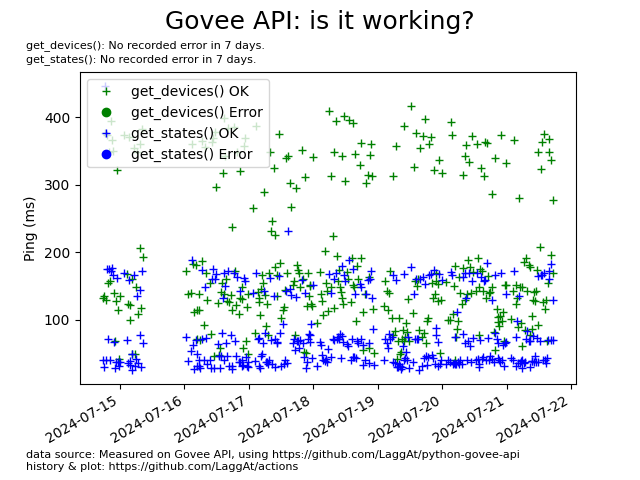 Govee API: is it working?
get_devices(): No recorded error in 7 days.
get_states(): No recorded error in 7 days.
get_devices() OK
get_devices() Error
get_states() OK
get_states() Error
Ping (ms)
400
300
200
100
2024-07-15
2024-07-16
2024-07-17
2024-07-18
2024-07-19
2024-07-20
2024-07-21
2024-07-22
data source: Measured on Govee API, using https://github.com/LaggAt/python-govee-api
history & plot: https://github.com/LaggAt/actions